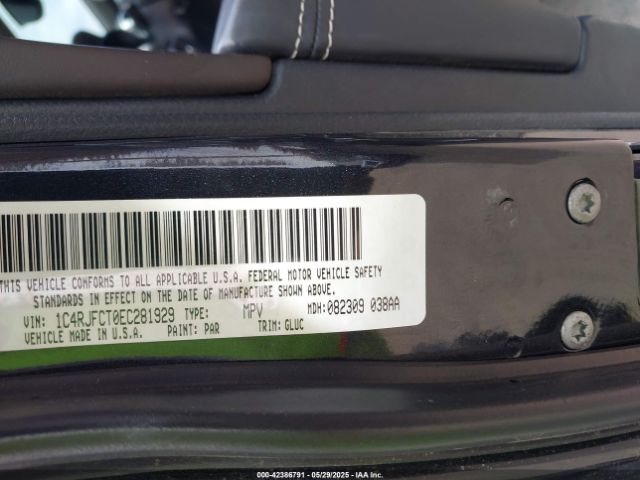 THIS VEHICLE CONFORMS TO ALL APPLICABLE U.S.A. FEDERAL MOTOR VEHICLE SAFETY
STANDARDS IN EFFECT ON THE DATE OF MANUFACTURE SHOWN ABOVE.
VIN: 1C4RJFCT0EC281929 TYPE: MPV MDH:082309 038AA
VEHICLE MADE IN U.S.A. PAINT: PAR TRIM: GLUC
000-42386791 - 05/29/2025 - IAA Inc.